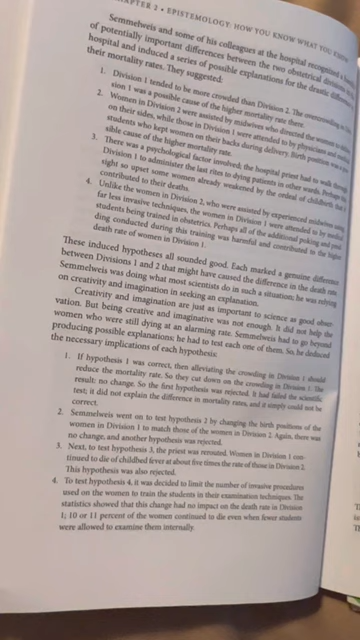 CHAPTER 2 • EPISTEMOLOGY: HOW YOU KNOW WHAT YOU KNOW
Semmelweis and some of his colleagues at the hospital recognized a
of potentially important differences between the two obstetrical divisions
hospital and induced a series of possible explanations for the drastic difference
their mortality rates. They suggested:
1. Division 1 tended to be more crowded than Division 2. The overcrowding in
sion 1 was a possible cause of the higher mortality rate there.
2. Women in Division 2 were assisted by midwives who directed the women to
on their sides, while those in Division 1 were attended to by physicians and
students who kept women on their backs during delivery. Birth position was a
sible cause of the higher mortality rate.
3. There was a psychological factor involved; the hospital priest had to walk through
Division 1 to administer the last rites to dying patients in other wards. Perhaps
sight so upset some women already weakened by the ordeal of childbirth that it
contributed to their deaths.
4. Unlike the women in Division 2, who were assisted by experienced midwives using
far less invasive techniques, the women in Division 1 were attended to by medical
students being trained in obstetrics. Perhaps all of the additional poking and
ding conducted during this training was harmful and contributed to the higher
death rate of women in Division 1.
These induced hypotheses all sounded good. Each marked a genuine difference
between Divisions 1 and 2 that might have caused the difference in the death rate.
Semmelweis was doing what most scientists do in such a situation; he was relying
on creativity and imagination in seeking an explanation.
Creativity and imagination are just as important to science as good obser-
vation. But being creative and imaginative was not enough. It did not help the
women who were still dying at an alarming rate. Semmelweis had to go beyond
producing possible explanations; he had to test each one of them. So, he deduced
the necessary implications of each hypothesis:
1. If hypothesis 1 was correct, then alleviating the crowding in Division 1 should
reduce the mortality rate. So they cut down on the crowding in Division 1. The
result: no change. So the first hypothesis was rejected. It had failed the scientific
test; it did not explain the difference in mortality rates, and it simply could not be
correct.
2. Semmelweis went on to test hypothesis 2 by changing the birth positions of the
women in Division 1 to match those of the women in Division 2. Again, there was
no change, and another hypothesis was rejected.
3. Next, to test hypothesis 3, the priest was rerouted. Women in Division 1 con-
tinued to die of childbed fever at about five times the rate of those in Division 2.
This hypothesis was also rejected.
4. To test hypothesis 4, it was decided to limit the number of invasive procedures
used on the women to train the students in their examination techniques. The
statistics showed that this change had no impact on the death rate in Division
1; 10 or 11 percent of the women continued to die even when fewer students
were allowed to examine them internally.